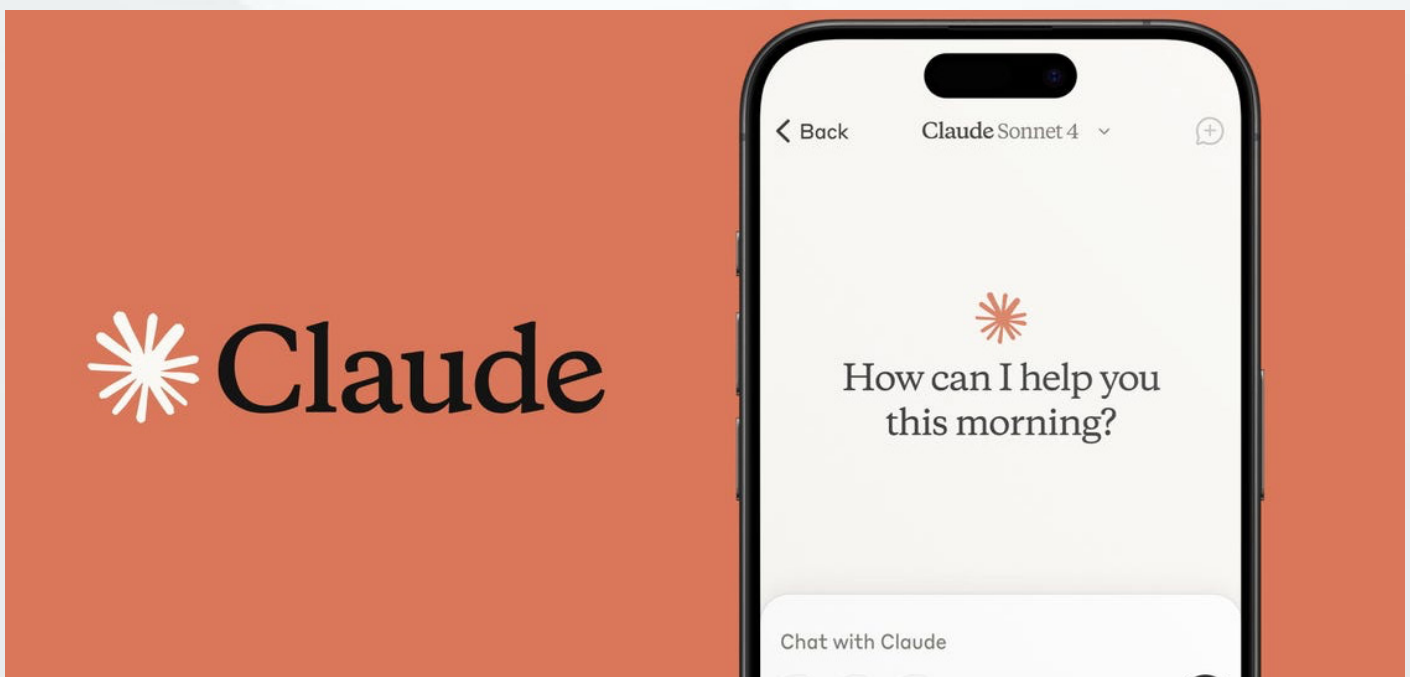 Claude
Back
Claude Sonnet 4
How can I help you
this morning?
Chat with Claude